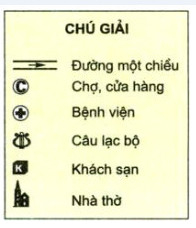 CHÚ GIẢI
Đường một chiều
C Chợ, cửa hàng
Bệnh viện
Câu lạc bộ
K Khách sạn
Nhà thờ